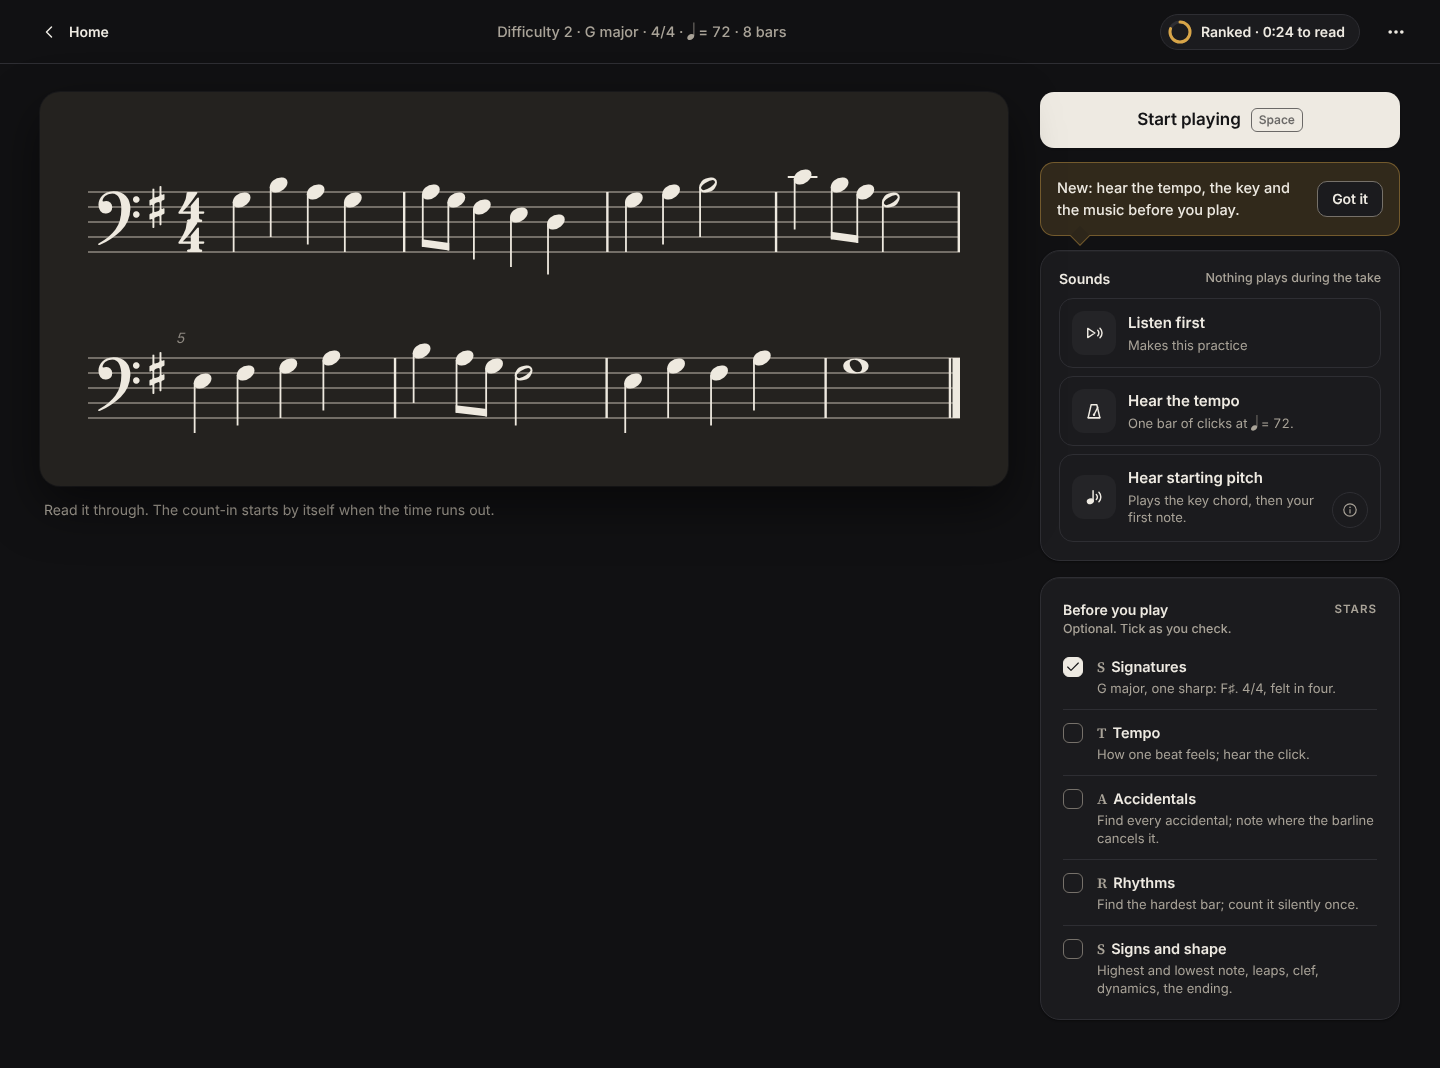 Home
Difficulty 2 · G major · 4/4 · ♩ = 72 · 8 bars
Ranked · 0:24 to read
Start playing Space
New: hear the tempo, the key and
the music before you play.
Got it
Sounds
Nothing plays during the take
Listen first
Makes this practice
Hear the tempo
One bar of clicks at ♩ = 72.
Hear starting pitch
Plays the key chord, then your
first note.
4
4
5
Read it through. The count-in starts by itself when the time runs out.
Before you play
STARS
Optional. Tick as you check.
S Signatures
G major, one sharp: F♯. 4/4, felt in four.
T Tempo
How one beat feels; hear the click.
A Accidentals
Find every accidental; note where the barline
cancels it.
R Rhythms
Find the hardest bar; count it silently once.
S Signs and shape
Highest and lowest note, leaps, clef,
dynamics, the ending.